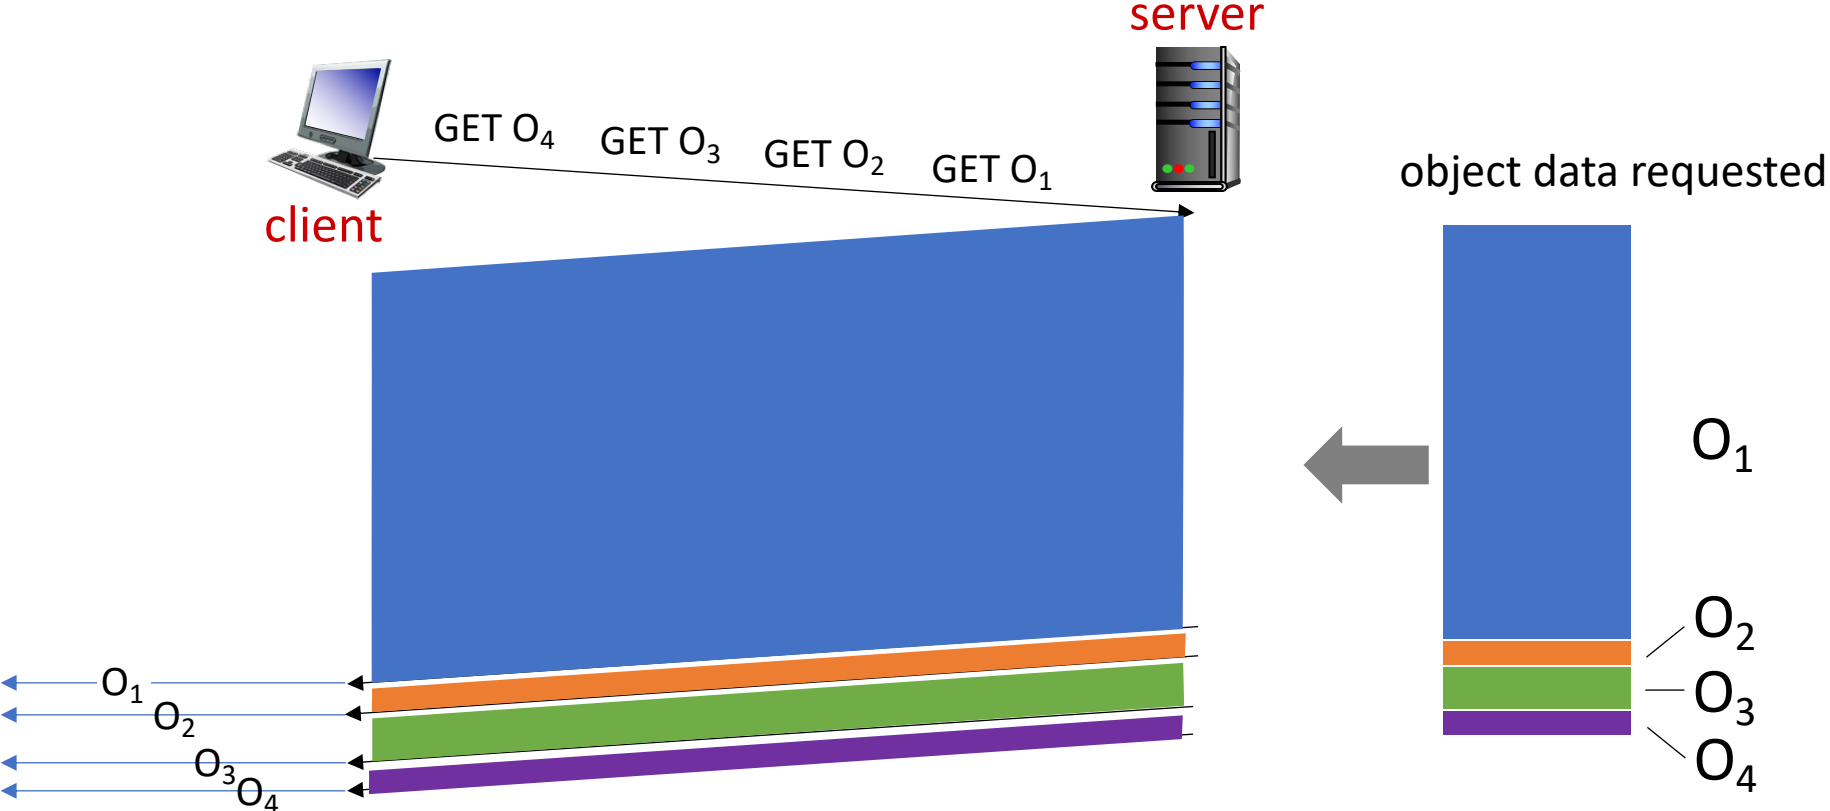 server
GET O₄
GET O₃
GET O₂
GET O₁
object data requested
client
O₁
O₂
O₃
O₄
O₁
O₂
O₃
O₄